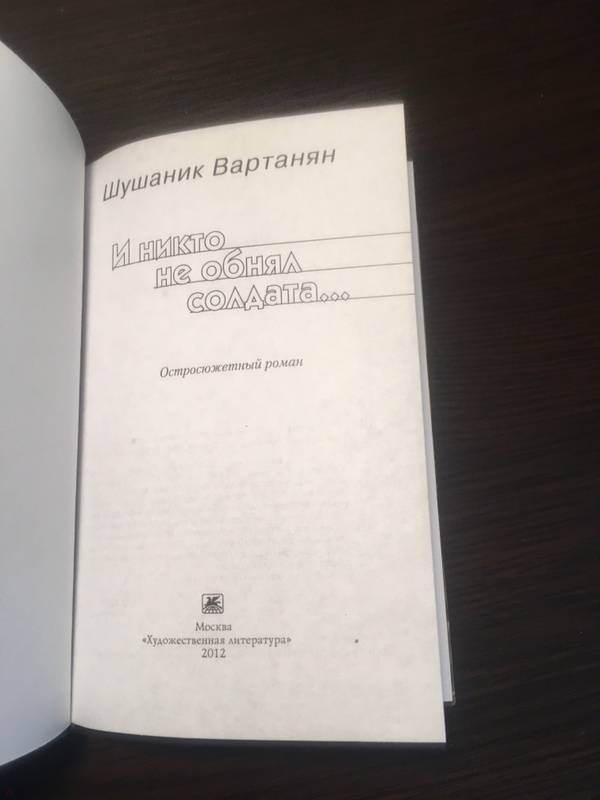 Шушаник Вартанян
И никто
не обнял
солдата...
Остросюжетный роман
Москва
«Художественная литература»
2012